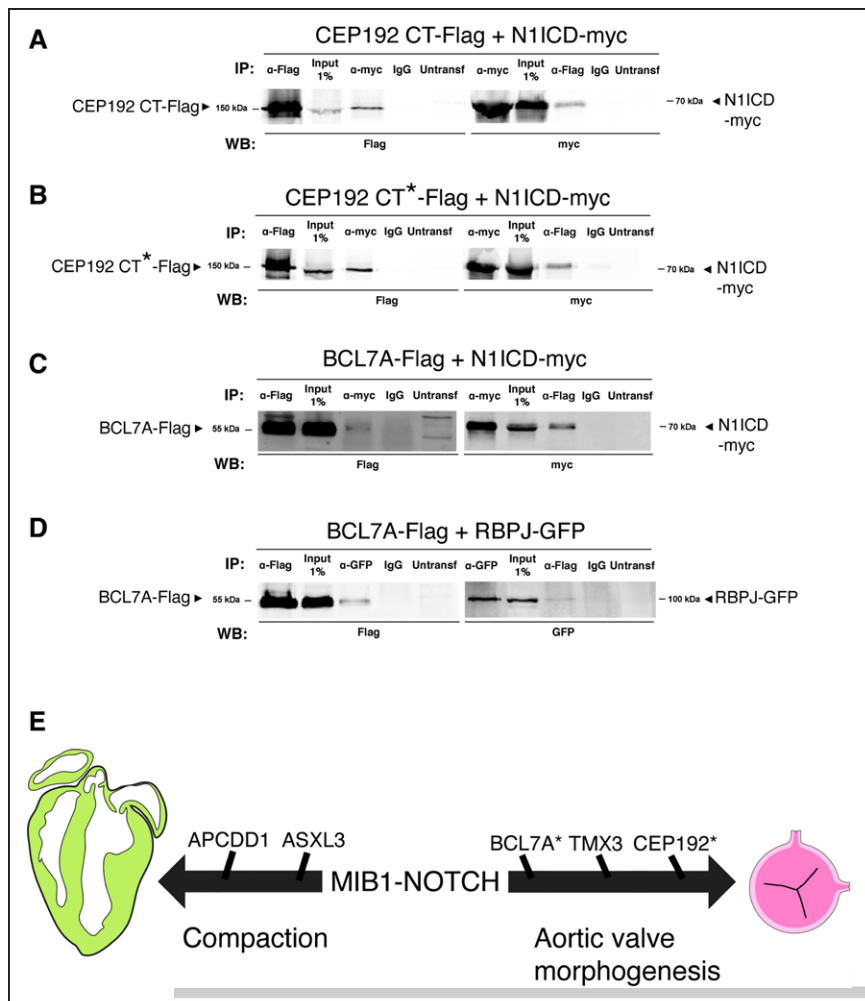 A
CEP192 CT-Flag + N1ICD-myc
IP: α-Flag Input 1% α-myc IgG Untransf α-myc Input 1% α-Flag IgG Untransf
CEP192 CT-Flag 150 kDa 70 kDa N1ICD
-myc
WB: Flag myc
B
CEP192 CT*-Flag + N1ICD-myc
IP: α-Flag Input 1% α-myc IgG Untransf α-myc Input 1% α-Flag IgG Untransf
CEP192 CT*-Flag 150 kDa 70 kDa N1ICD
-myc
WB: Flag myc
C
BCL7A-Flag + N1ICD-myc
IP: α-Flag Input 1% α-myc IgG Untransf α-myc Input 1% α-Flag IgG Untransf
BCL7A-Flag 55 kDa 70 kDa N1ICD
-myc
WB: Flag myc
D
BCL7A-Flag + RBPJ-GFP
IP: α-Flag Input 1% α-GFP IgG Untransf α-GFP Input 1% α-Flag IgG Untransf
BCL7A-Flag 55 kDa 100 kDa RBPJ-GFP
WB: Flag GFP
E
APCDD1 ASXL3 BCL7A* TMX3 CEP192*
MIB1-NOTCH
Compaction Aortic valve
morphogenesis